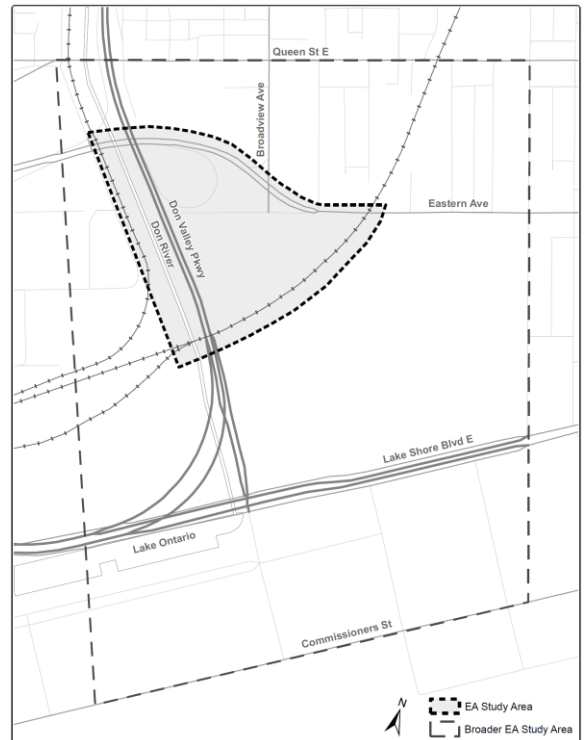 Queen St E
Broadview Ave
Eastern Ave
Don Valley Pkwy
Don River
Lake Shore Blvd E
Lake Ontario
Commissioners St
N
EA Study Area
Broader EA Study Area